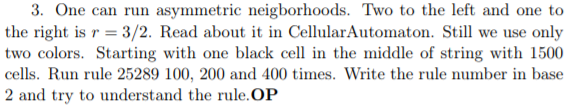 3. One can run asymmetric neigborhoods. Two to the left and one to
the right is r = 3/2. Read about it in CellularAutomaton. Still we use only
two colors. Starting with one black cell in the middle of string with 1500
cells. Run rule 25289 100, 200 and 400 times. Write the rule number in base
2 and try to understand the rule.OP